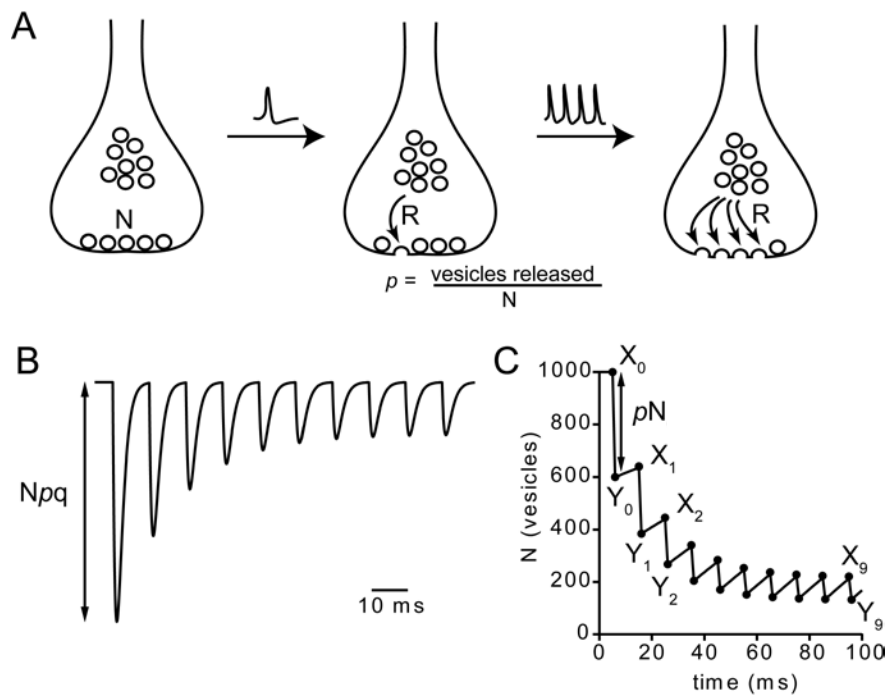 A
N
R
R
p = vesicles released
N
B
Npq
10 ms
C
N (vesicles)
1000
800
600
400
200
0
X₀
pN
X₁
Y₀
X₂
Y₁
Y₂
X₉
Y₉
0 20 40 60 80 100
time (ms)